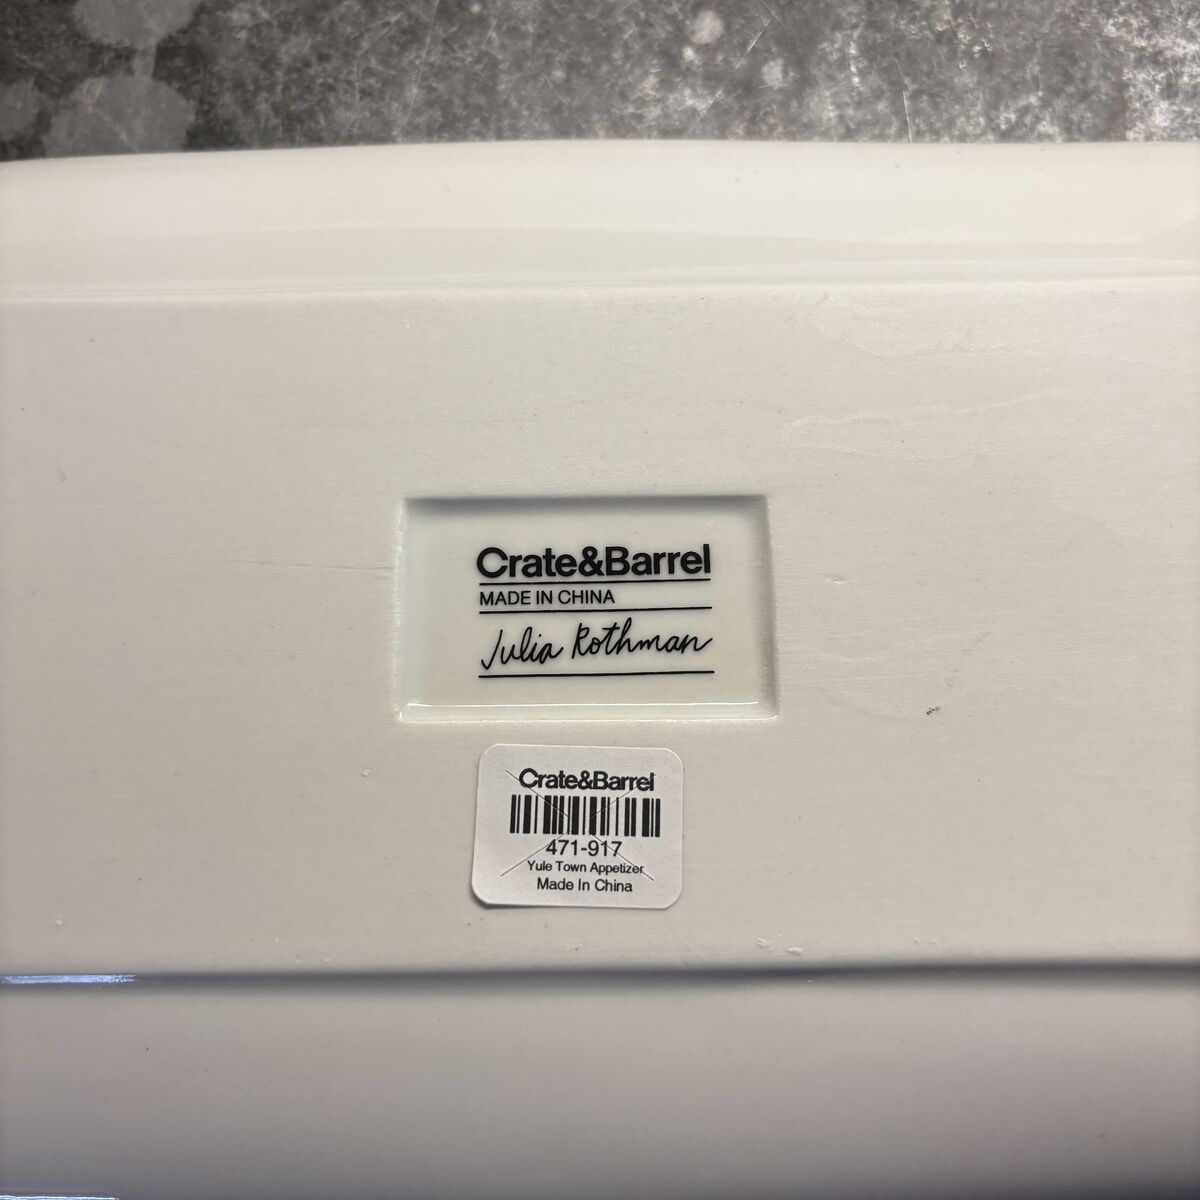 Crate&Barrel
MADE IN CHINA
Julia Rothman
Crate&Barrel
471-917
Yule Town Appetizer
Made In China